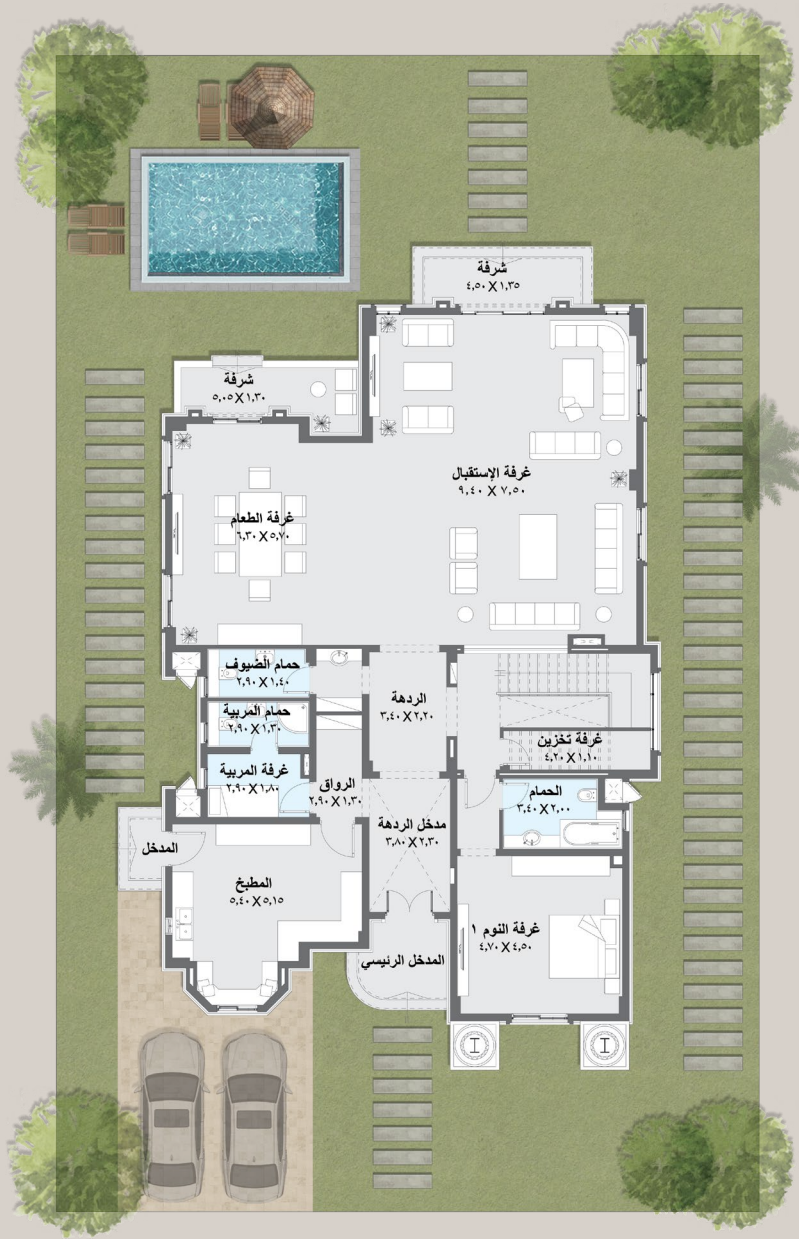 شرفة
٤,٥٠ X ١,٣٥
شرفة
٥,٠٥ X ١,٣٠
غرفة الإستقبال
٩,٤٠ X ٧,٥٠
غرفة الطعام
٦,٣٠ X ٥,٧٠
حمام الضيوف
٢,٩٠ X ١,٤٠
الردهة
٣,٤٠ X ٢,٢٠
حمام المربية
٢,٩٠ X ١,٣٠
غرفة تخزين
٤,٢٠ X ١,١٠
غرفة المربية
٢,٩٠ X ١,٨٠
الرواق
٢,٩٠ X ١,٣٠
الحمام
٣,٤٠ X ٢,٠٠
مدخل الردهة
٣,٨٠ X ٢,٣٠
المدخل
المطبخ
٥,٤٠ X ٥,١٥
غرفة النوم ١
٤,٧٠ X ٤,٥٠
المدخل الرئيسي